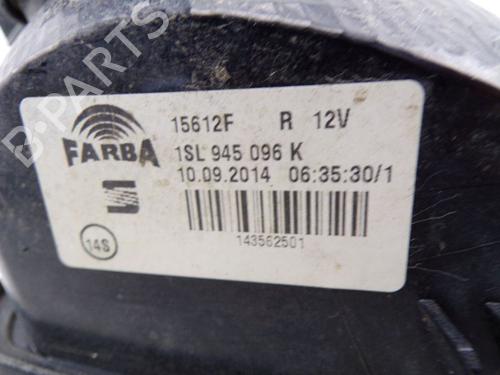 B-PARTS
15612F R 12V
FARBA
1SL 945 096 K
10.09.2014 06:35:30/1
143562501
14S